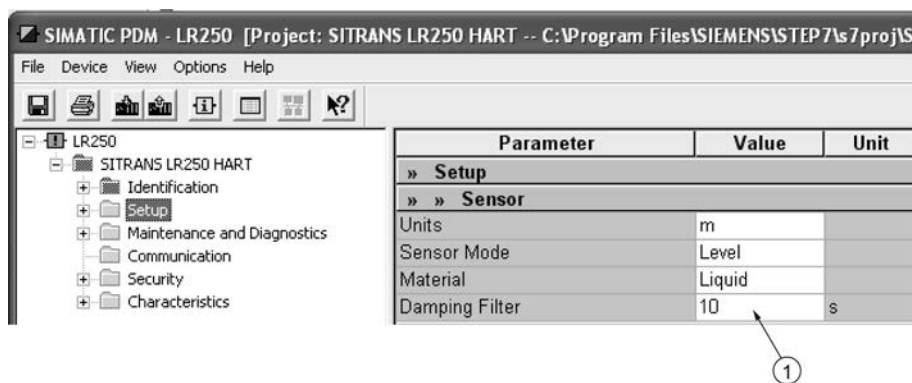 SIMATIC PDM - LR250 [Project: SITRANS LR250 HART -- C:\Program Files\SIEMENS\STEP7\s7proj\S
File Device View Options Help
LR250
SITRANS LR250 HART
Identification
Setup
Maintenance and Diagnostics
Communication
Security
Characteristics
Parameter Value Unit
» Setup
» » Sensor
Units m
Sensor Mode Level
Material Liquid
Damping Filter 10 s
1